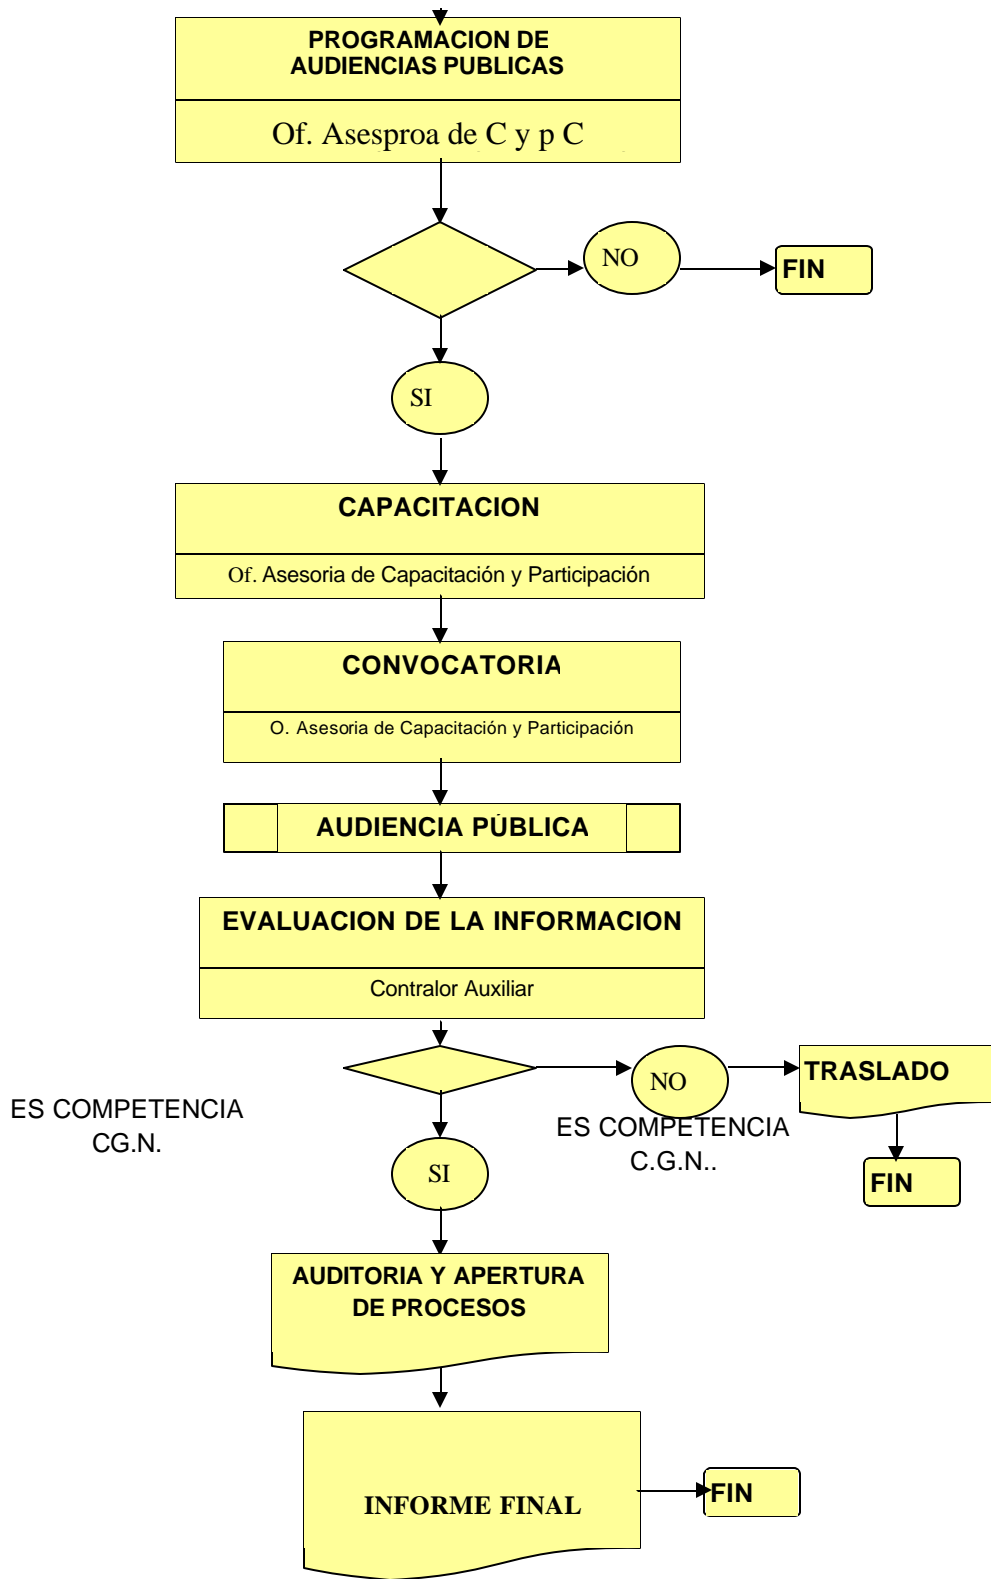 PROGRAMACION DE
AUDIENCIAS PUBLICAS
Of. Asesproa de C y p C
NO
FIN
SI
CAPACITACION
Of. Asesoria de Capacitación y Participación
CONVOCATORIA
O. Asesoria de Capacitación y Participación
AUDIENCIA PÚBLICA
EVALUACION DE LA INFORMACION
Contralor Auxiliar
NO
TRASLADO
ES COMPETENCIA
CG.N.
ES COMPETENCIA
C.G.N..
SI
FIN
AUDITORIA Y APERTURA
DE PROCESOS
INFORME FINAL
FIN